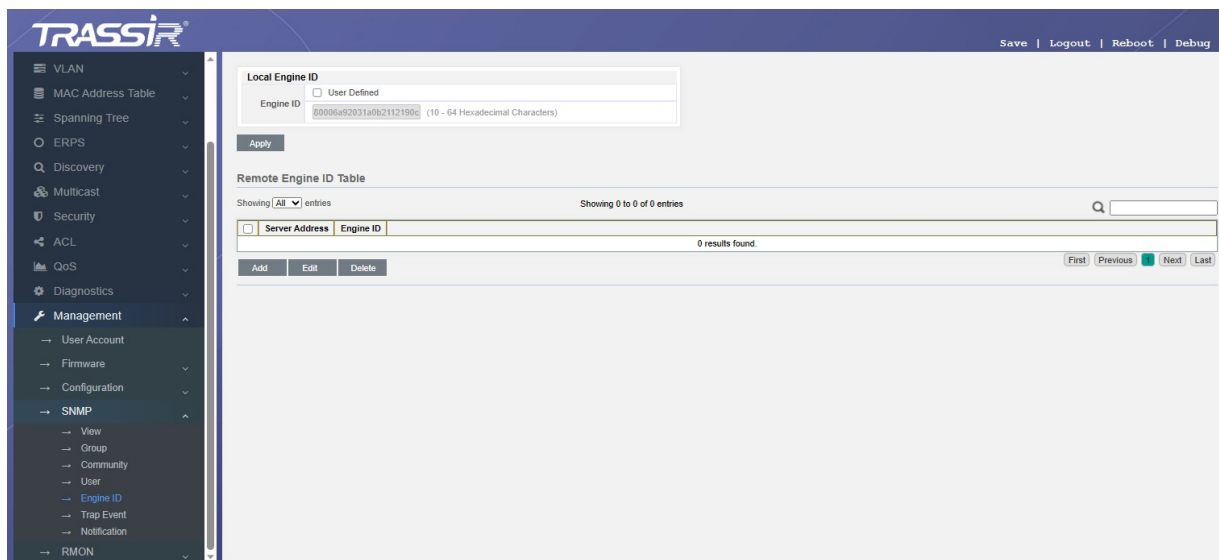 TRASSIR
Save | Logout | Reboot | Debug
VLAN
MAC Address Table
Spanning Tree
ERPS
Discovery
Multicast
Security
ACL
QoS
Diagnostics
Management
→ User Account
→ Firmware
→ Configuration
→ SNMP
→ View
→ Group
→ Community
→ User
→ Engine ID
→ Trap Event
→ Notification
→ RMON
Local Engine ID
Engine ID
User Defined
80006a92031a0b2112190c (10 - 64 Hexadecimal Characters)
Apply
Remote Engine ID Table
Showing All entries
Showing 0 to 0 of 0 entries
Server Address Engine ID
0 results found.
Add Edit Delete
First Previous 1 Next Last